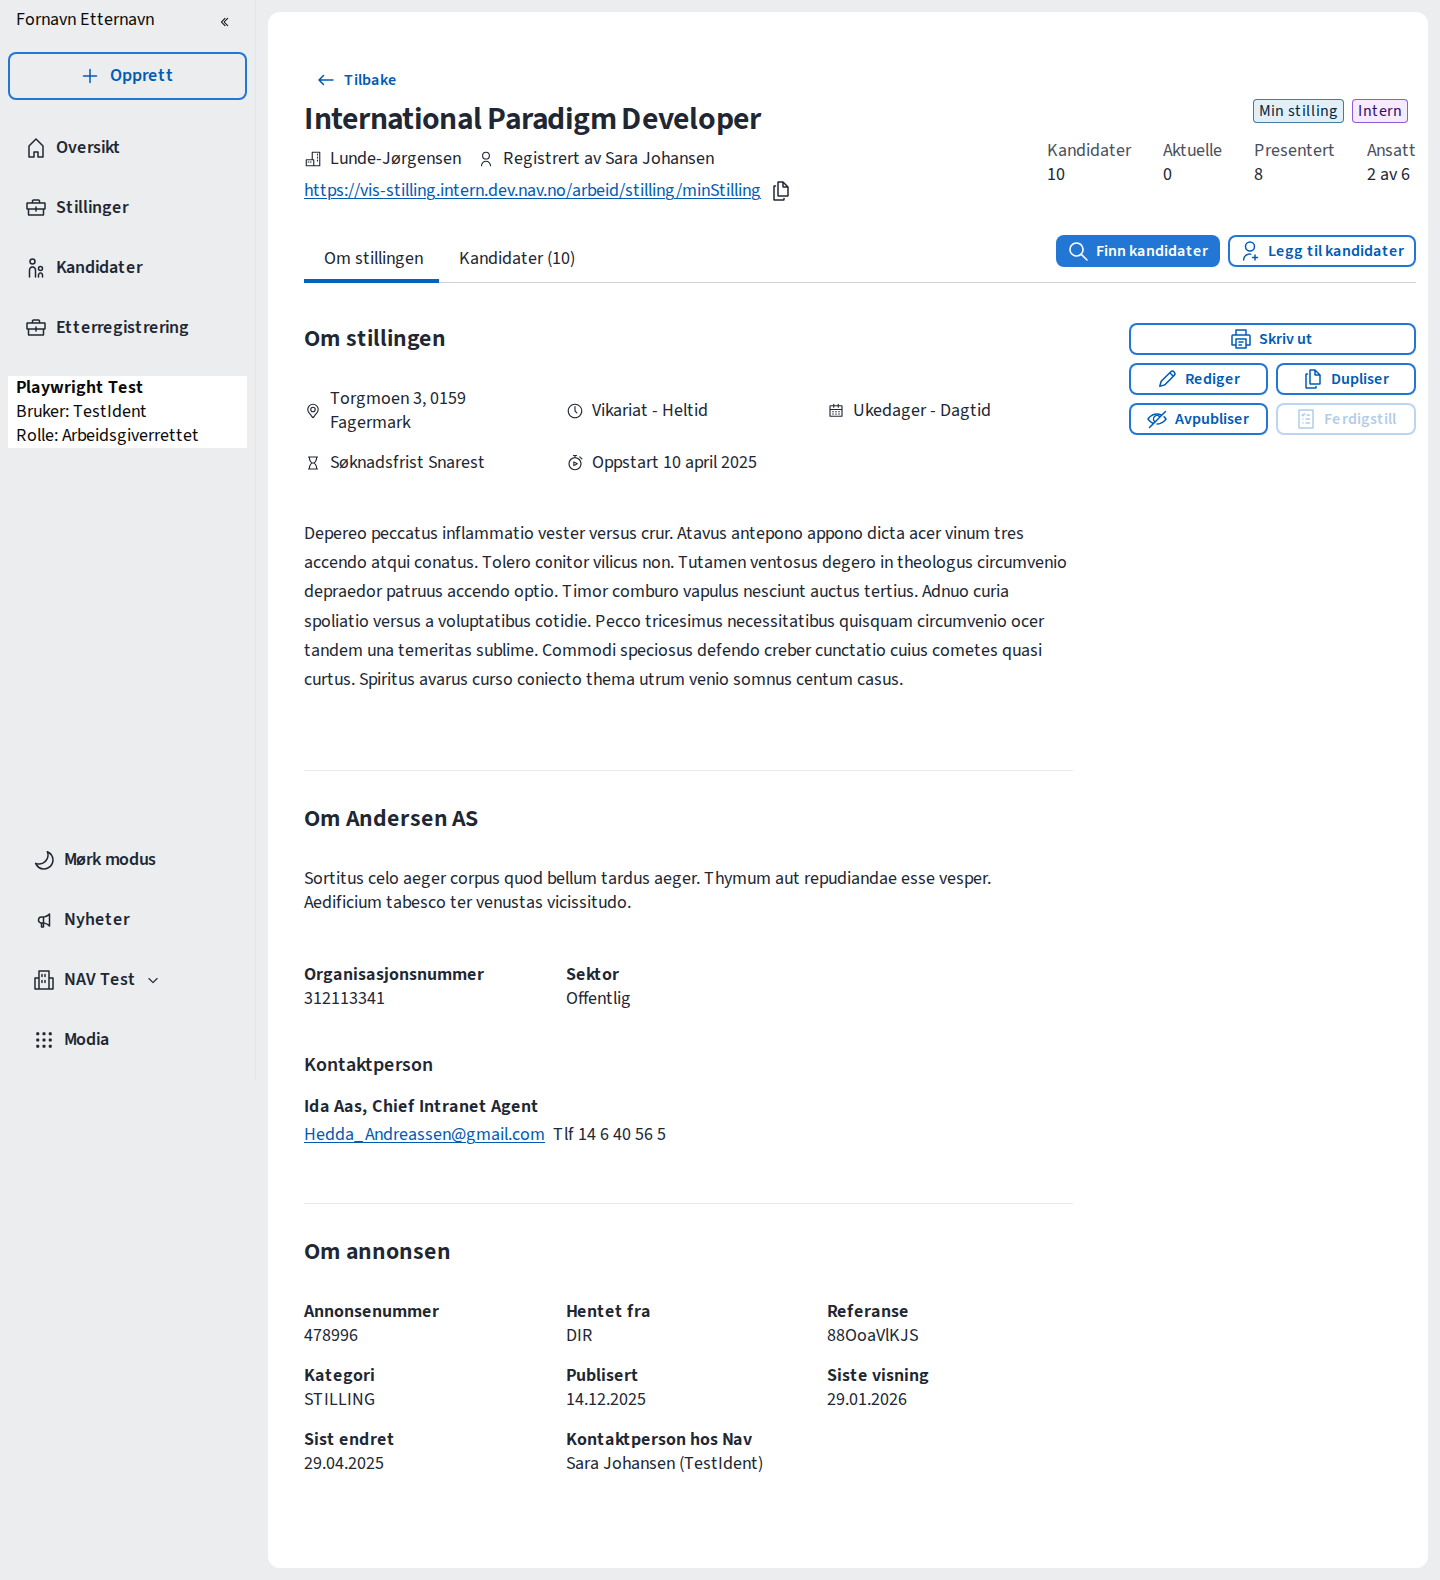 Fornavn Etternavn
Opprett
Oversikt
Stillinger
Kandidater
Etterregistrering
Playwright Test
Bruker: TestIdent
Rolle: Arbeidsgiverrettet
Mørk modus
Nyheter
NAV Test
Modia
Tilbake
International Paradigm Developer
Min stilling Intern
Lunde-Jørgensen Registrert av Sara Johansen
https://vis-stilling.intern.dev.nav.no/arbeid/stilling/minStilling
Kandidater Aktuelle Presentert Ansatt
10 0 8 2 av 6
Om stillingen Kandidater (10)
Finn kandidater Legg til kandidater
Om stillingen
Skriv ut
Rediger Dupliser
Avpubliser Ferdigstill
Torgmoen 3, 0159
Fagermark
Vikariat - Heltid
Ukedager - Dagtid
Søknadsfrist Snarest
Oppstart 10 april 2025
Depereo peccatus inflammatio vester versus crur. Atavus antepono appono dicta acer vinum tres
accendo atqui conatus. Tolero conitor vilicus non. Tutamen ventosus degero in theologus circumvenio
depraedor patruus accendo optio. Timor comburo vapulus nesciunt auctus tertius. Adnuo curia
spoliatio versus a voluptatibus cotidie. Pecco tricesimus necessitatibus quisquam circumvenio ocer
tandem una temeritas sublime. Commodi speciosus defendo creber cunctatio cuius cometes quasi
curtus. Spiritus avarus curso coniecto thema utrum venio somnus centum casus.
Om Andersen AS
Sortitus celo aeger corpus quod bellum tardus aeger. Thymum aut repudiandae esse vesper.
Aedificium tabesco ter venustas vicissitudo.
Organisasjonsnummer Sektor
312113341 Offentlig
Kontaktperson
Ida Aas, Chief Intranet Agent
Hedda_Andreassen@gmail.com Tlf 14 6 40 56 5
Om annonsen
Annonsenummer Hentet fra Referanse
478996 DIR 88OoaVlKJS
Kategori Publisert Siste visning
STILLING 14.12.2025 29.01.2026
Sist endret Kontaktperson hos Nav
29.04.2025 Sara Johansen (TestIdent)